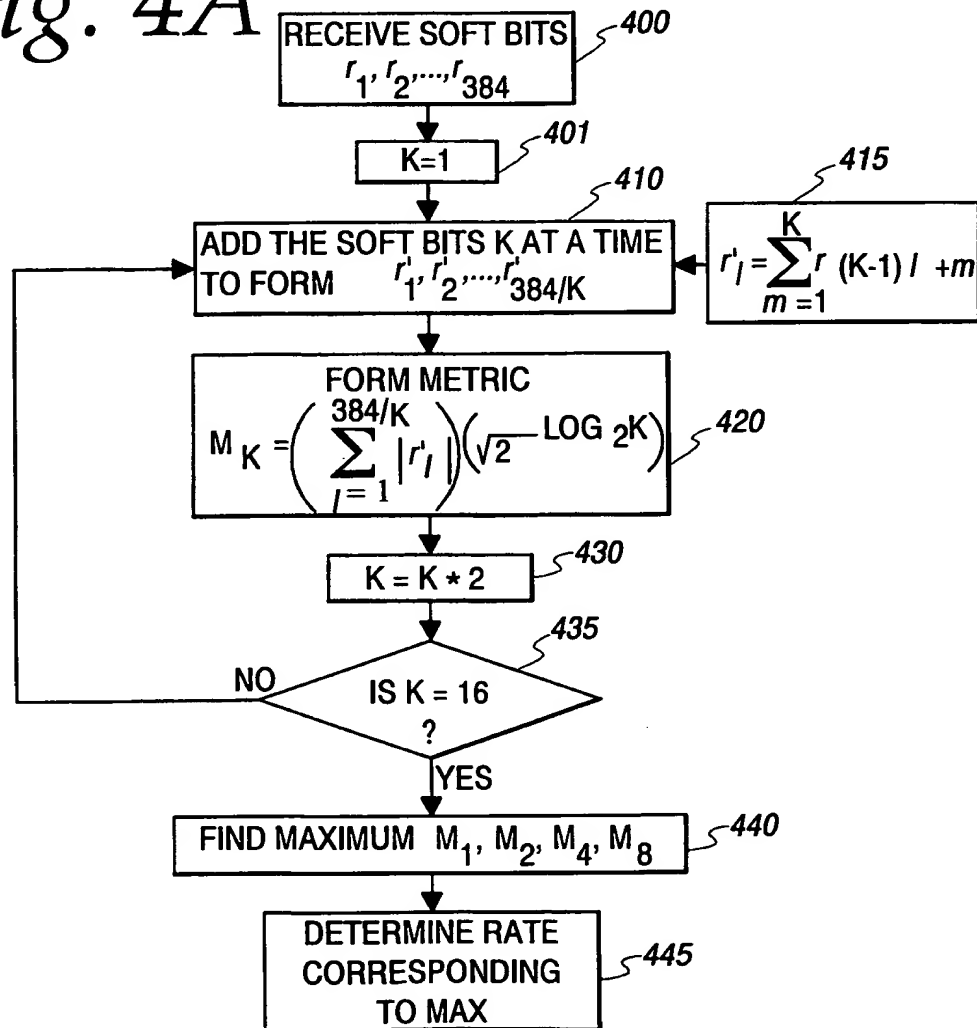 ig. 4A
RECEIVE SOFT BITS
r1, r2,...,r384
400
K=1
401
ADD THE SOFT BITS K AT A TIME
TO FORM r'1, r'2,...,r'384/K
410
r'l = K∑m=1 r (K-1) l +m
415
FORM METRIC
M K = ( 384/K ∑ l = 1 |r'l| ) (√2 LOG 2K)
420
K = K * 2
430
IS K = 16
?
435
NO
YES
FIND MAXIMUM M1, M2, M4, M8
440
DETERMINE RATE
CORRESPONDING
TO MAX
445